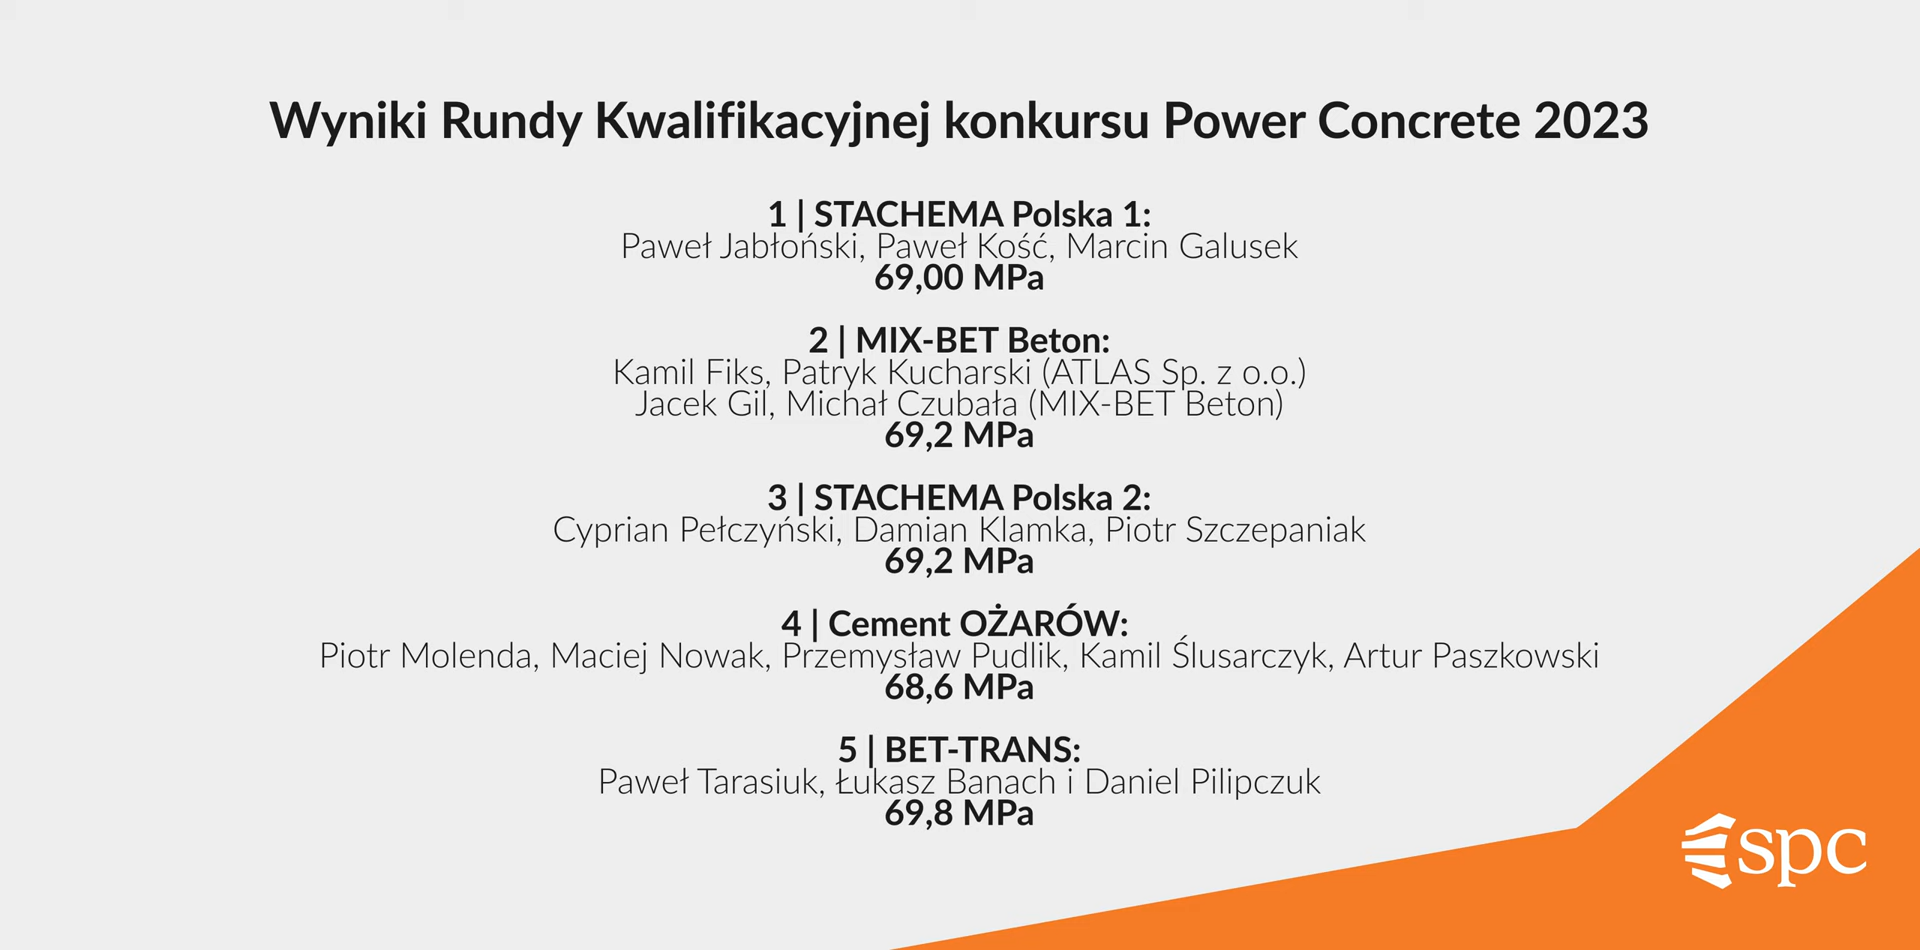 Wyniki Rundy Kwalifikacyjnej konkursu Power Concrete 2023
1 | STACHEMA Polska 1:
Paweł Jabłoński, Paweł Kość, Marcin Galusek
69,00 MPa
2 | MIX-BET Beton:
Kamil Fiks, Patryk Kucharski (ATLAS Sp. z o.o.)
Jacek Gil, Michał Czubała (MIX-BET Beton)
69,2 MPa
3 | STACHEMA Polska 2:
Cyprian Pełczyński, Damian Klamka, Piotr Szczepaniak
69,2 MPa
4 | Cement OŻARÓW:
Piotr Molenda, Maciej Nowak, Przemysław Pudlik, Kamil Ślusarczyk, Artur Paszkowski
68,6 MPa
5 | BET-TRANS:
Paweł Tarasiuk, Łukasz Banach i Daniel Pilipczuk
69,8 MPa
spc